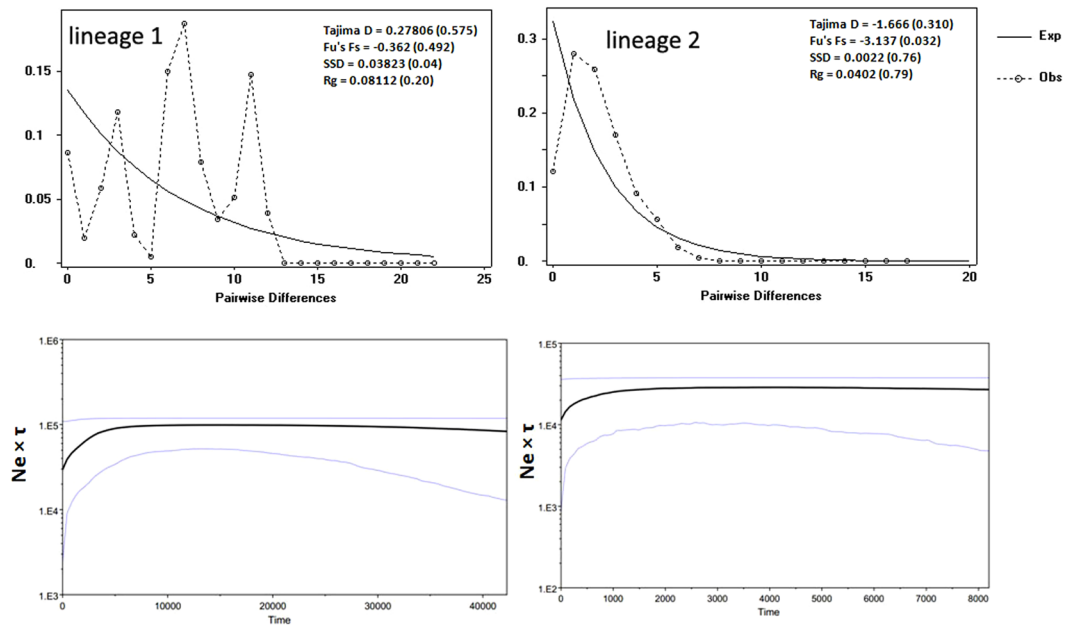 lineage 1
Tajima D = 0.27806 (0.575)
Fu's Fs = -0.362 (0.492)
SSD = 0.03823 (0.04)
Rg = 0.08112 (0.20)
0.15
0.1
0.05
0.
0 5 10 15 20 25
Pairwise Differences
lineage 2
Tajima D = -1.666 (0.310)
Fu's Fs = -3.137 (0.032)
SSD = 0.0022 (0.76)
Rg = 0.0402 (0.79)
0.3
0.2
0.1
0.
0 5 10 15 20
Pairwise Differences
Exp
Obs
Ne × τ
1.E6
1.E5
1.E4
1.E3
0 10000 20000 30000 40000
Time
Ne × τ
1.E5
1.E4
1.E3
1.E2
0 1000 2000 3000 4000 5000 6000 7000 8000
Time